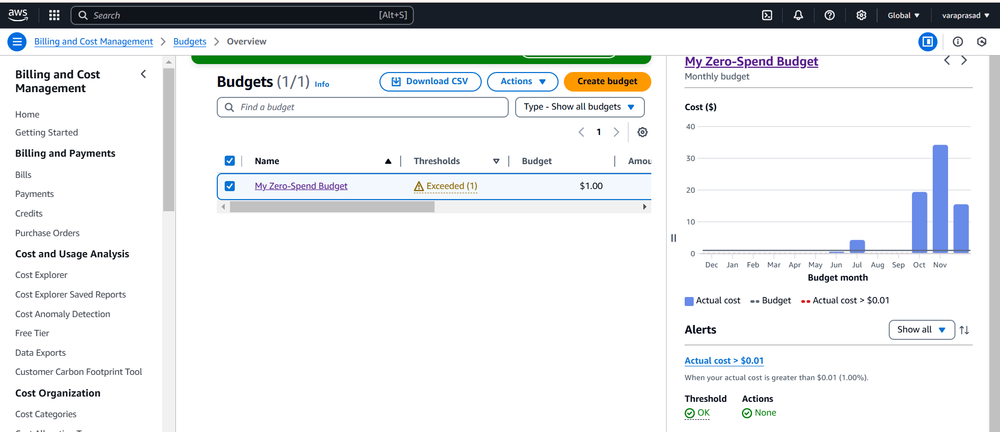 aws
Search [Alt+S]
Global ▼
varaprasad ▼
Billing and Cost Management > Budgets > Overview
Billing and Cost
Management
Home
Getting Started
Billing and Payments
Bills
Payments
Credits
Purchase Orders
Cost and Usage Analysis
Cost Explorer
Cost Explorer Saved Reports
Cost Anomaly Detection
Free Tier
Data Exports
Customer Carbon Footprint Tool
Cost Organization
Cost Categories
Budgets (1/1) Info
Download CSV
Actions ▼
Create budget
Find a budget
Type - Show all budgets ▼
1
Name ▲ Thresholds ▽ Budget Amou
My Zero-Spend Budget Exceeded (1) $1.00
My Zero-Spend Budget
Monthly budget
Cost ($)
40
30
20
10
0
Dec Jan Feb Mar Apr May Jun Jul Aug Sep Oct Nov
Budget month
Actual cost Budget Actual cost > $0.01
Alerts
Show all ▼
Actual cost > $0.01
When your actual cost is greater than $0.01 (1.00%).
Threshold Actions
OK None